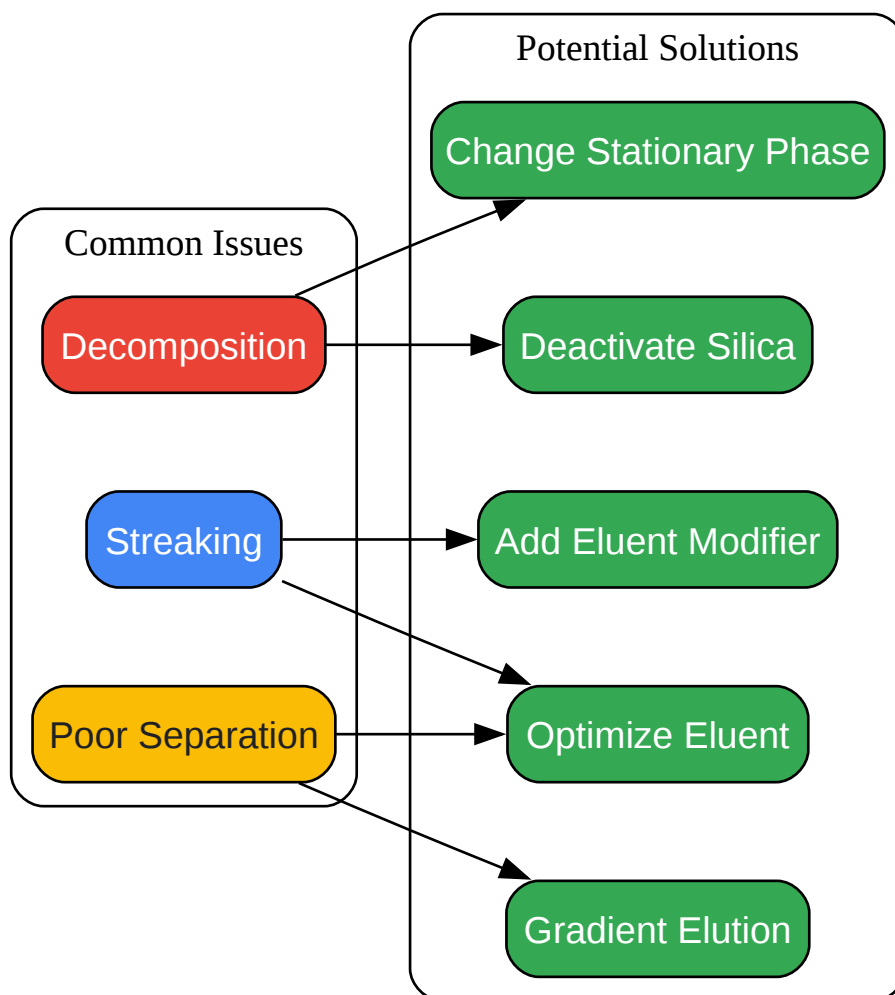 Potential Solutions
Change Stationary Phase
Common Issues
Decomposition
Deactivate Silica
Streaking
Add Eluent Modifier
Poor Separation
Optimize Eluent
Gradient Elution